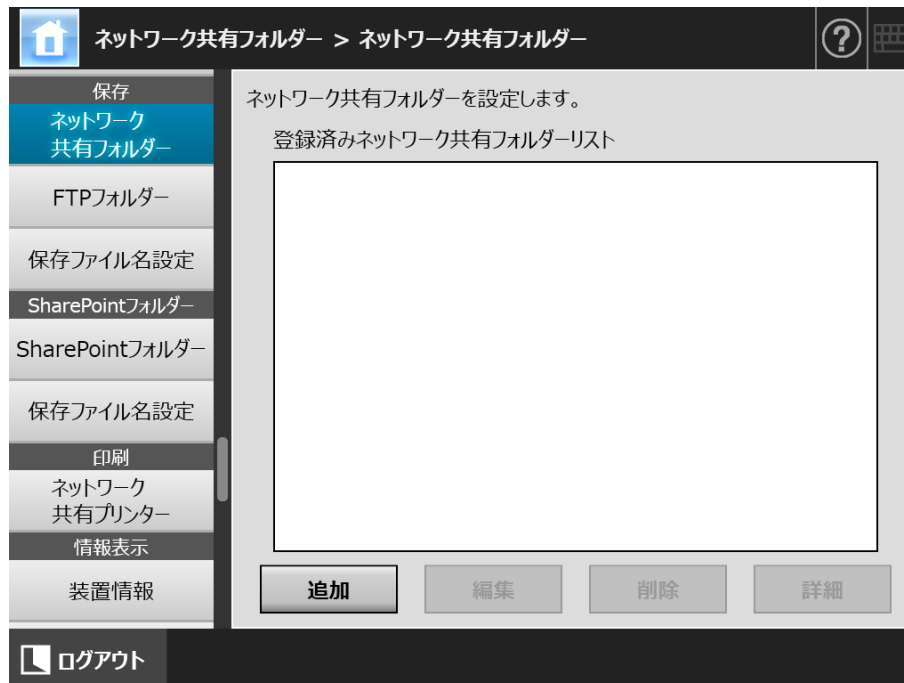 ネットワーク共有フォルダー > ネットワーク共有フォルダー
?
保存
ネットワーク
共有フォルダー
FTPフォルダー
保存ファイル名設定
SharePointフォルダー
SharePointフォルダー
保存ファイル名設定
印刷
ネットワーク
共有プリンター
情報表示
装置情報
ネットワーク共有フォルダーを設定します。
登録済みネットワーク共有フォルダーリスト
追加
編集
削除
詳細
ログアウト